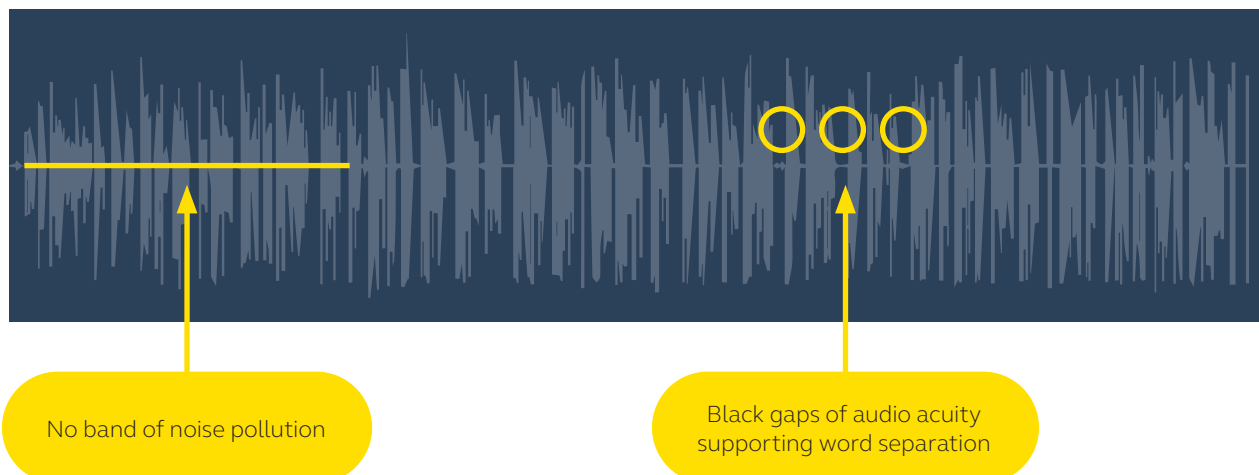 No band of noise pollution
Black gaps of audio acuity
supporting word separation